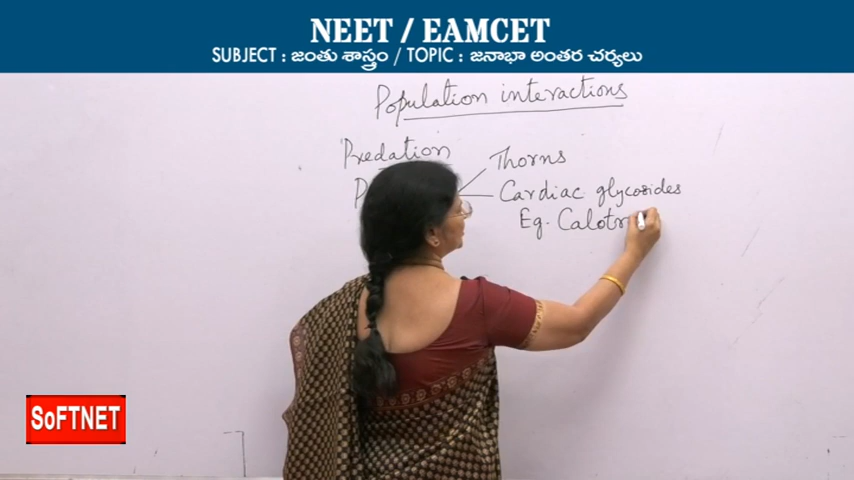 NEET / EAMCET
SUBJECT : జంతు శాస్త్రం / TOPIC : జనాభా అంతర చర్యలు
Population interactions
Predation
Thorns
Cardiac glycosides
Eg. Calotr
SoFTNET